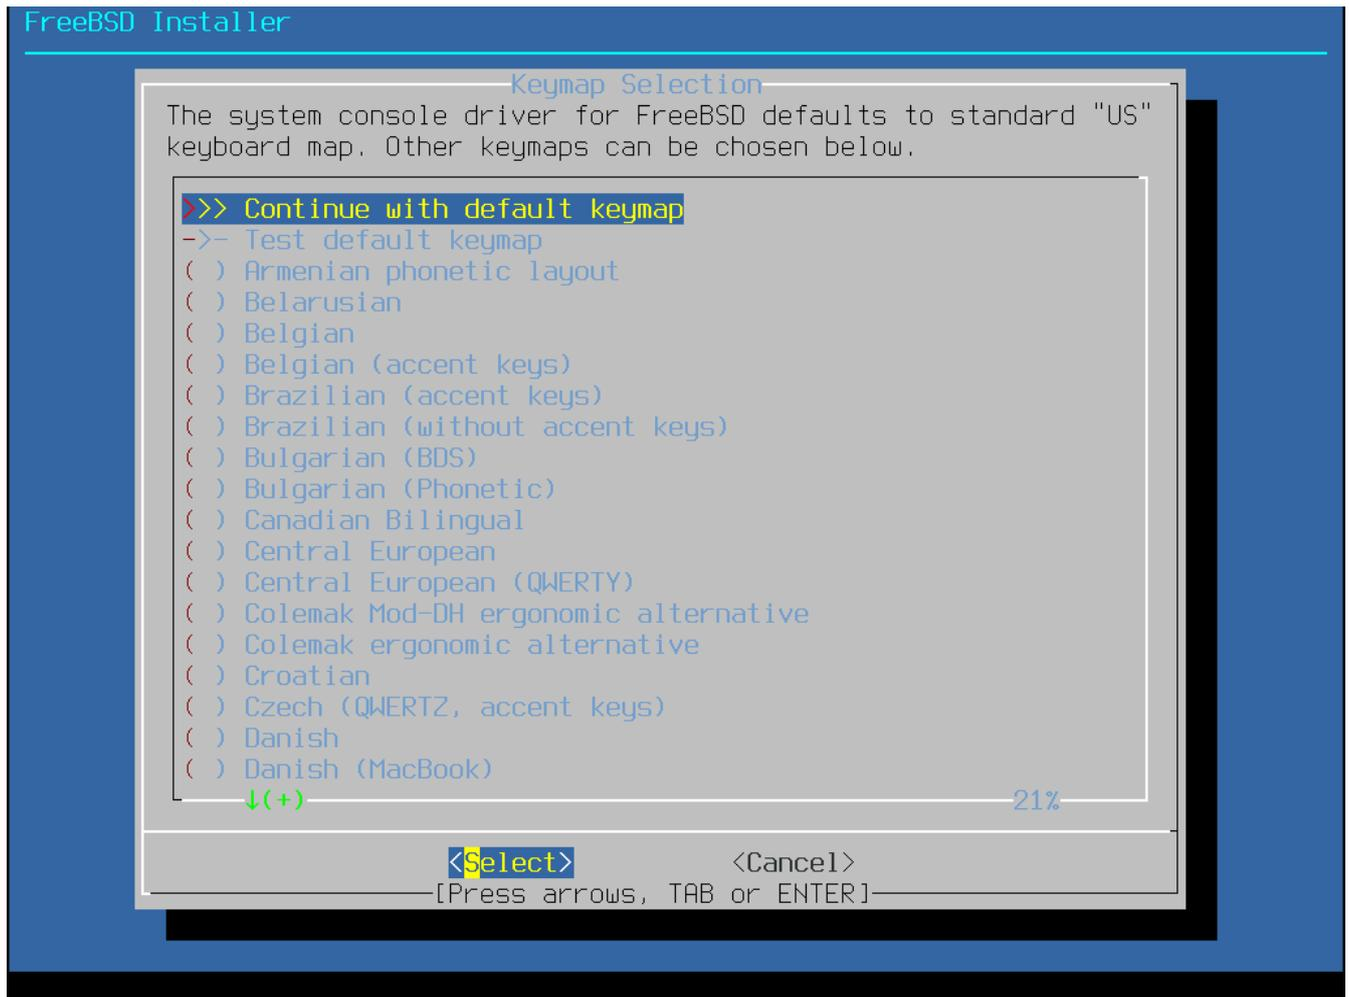 FreeBSD Installer
Keymap Selection
The system console driver for FreeBSD defaults to standard "US"
keyboard map. Other keymaps can be chosen below.
>>> Continue with default keymap
->- Test default keymap
( ) Armenian phonetic layout
( ) Belarusian
( ) Belgian
( ) Belgian (accent keys)
( ) Brazilian (accent keys)
( ) Brazilian (without accent keys)
( ) Bulgarian (BDS)
( ) Bulgarian (Phonetic)
( ) Canadian Bilingual
( ) Central European
( ) Central European (QWERTY)
( ) Colemak Mod-DH ergonomic alternative
( ) Colemak ergonomic alternative
( ) Croatian
( ) Czech (QWERTZ, accent keys)
( ) Danish
( ) Danish (MacBook)
↓(+) 21%
<Select> <Cancel>
[Press arrows, TAB or ENTER]